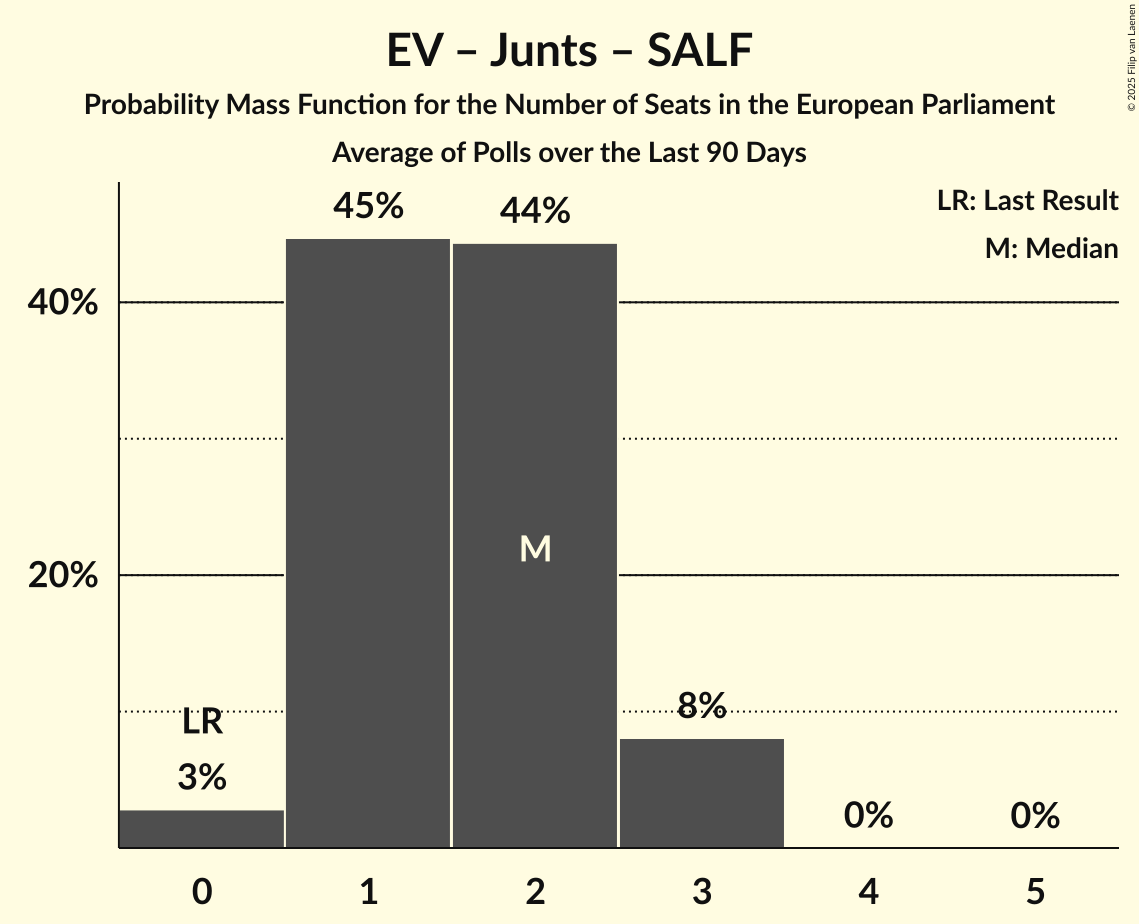 EV – Junts – SALF
Probability Mass Function for the Number of Seats in the European Parliament
Average of Polls over the Last 90 Days
© 2025 Filip van Laenen
LR: Last Result
M: Median
45%
44%
40%
M
20%
LR
8%
3%
0%
0%
0
1
2
3
4
5